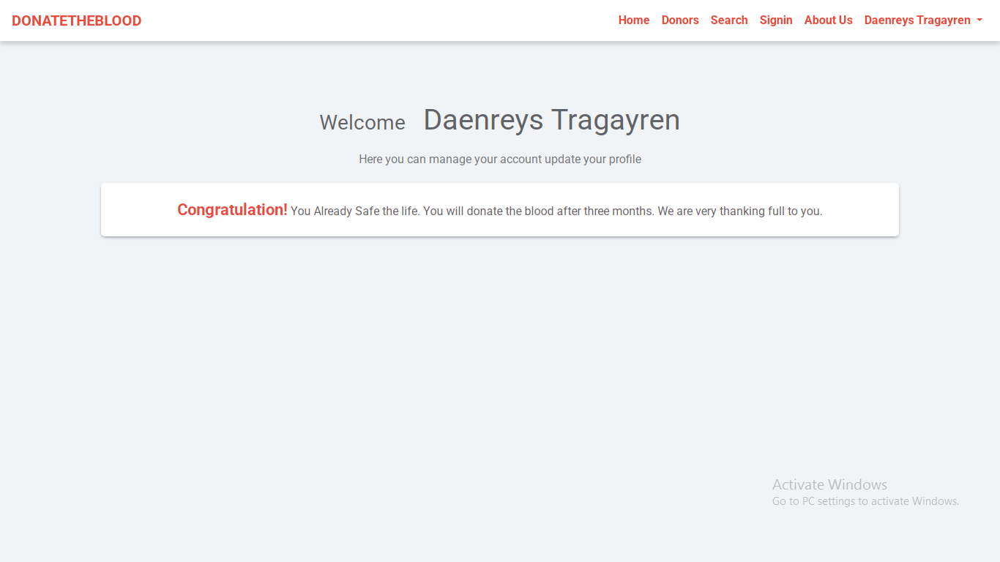 DONATETHEBLOOD
Home Donors Search Signin About Us Daenreys Tragayren
Welcome Daenreys Tragayren
Here you can manage your account update your profile
Congratulation! You Already Safe the life. You will donate the blood after three months. We are very thanking full to you.
Activate Windows
Go to PC settings to activate Windows.